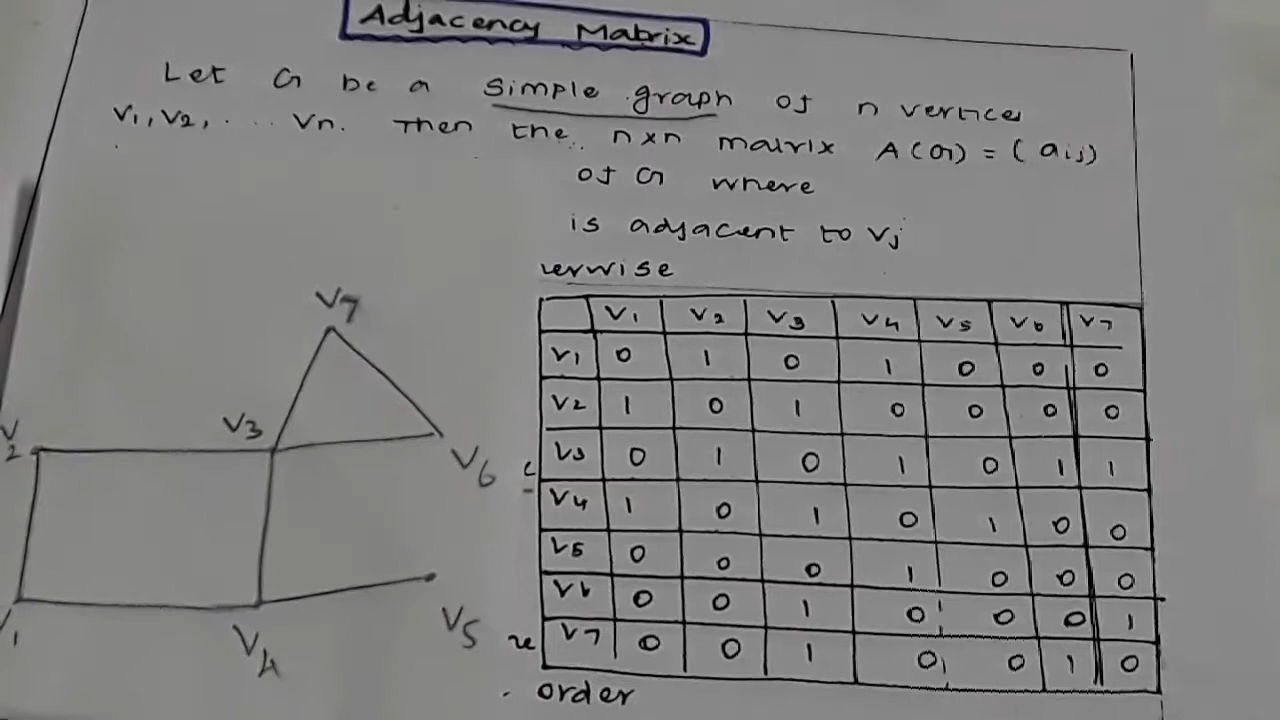 Adjacency Matrix
Let G be a simple graph of n vertices
V1, V2, ... Vn. Then the n×n matrix A(G) = (aij)
of G where
is adjacent to Vj
erwise
V7
V3
V2
V6
V1
V4
V5
V1 V2 V3 V4 V5 V6 V7
V1 0 1 0 1 0 0 0
V2 1 0 1 0 0 0 0
V3 0 1 0 1 0 1 1
V4 1 0 1 0 1 0 0
V5 0 0 0 1 0 0 0
V6 0 0 1 0 0 0 1
V7 0 0 1 0 0 1 0
order